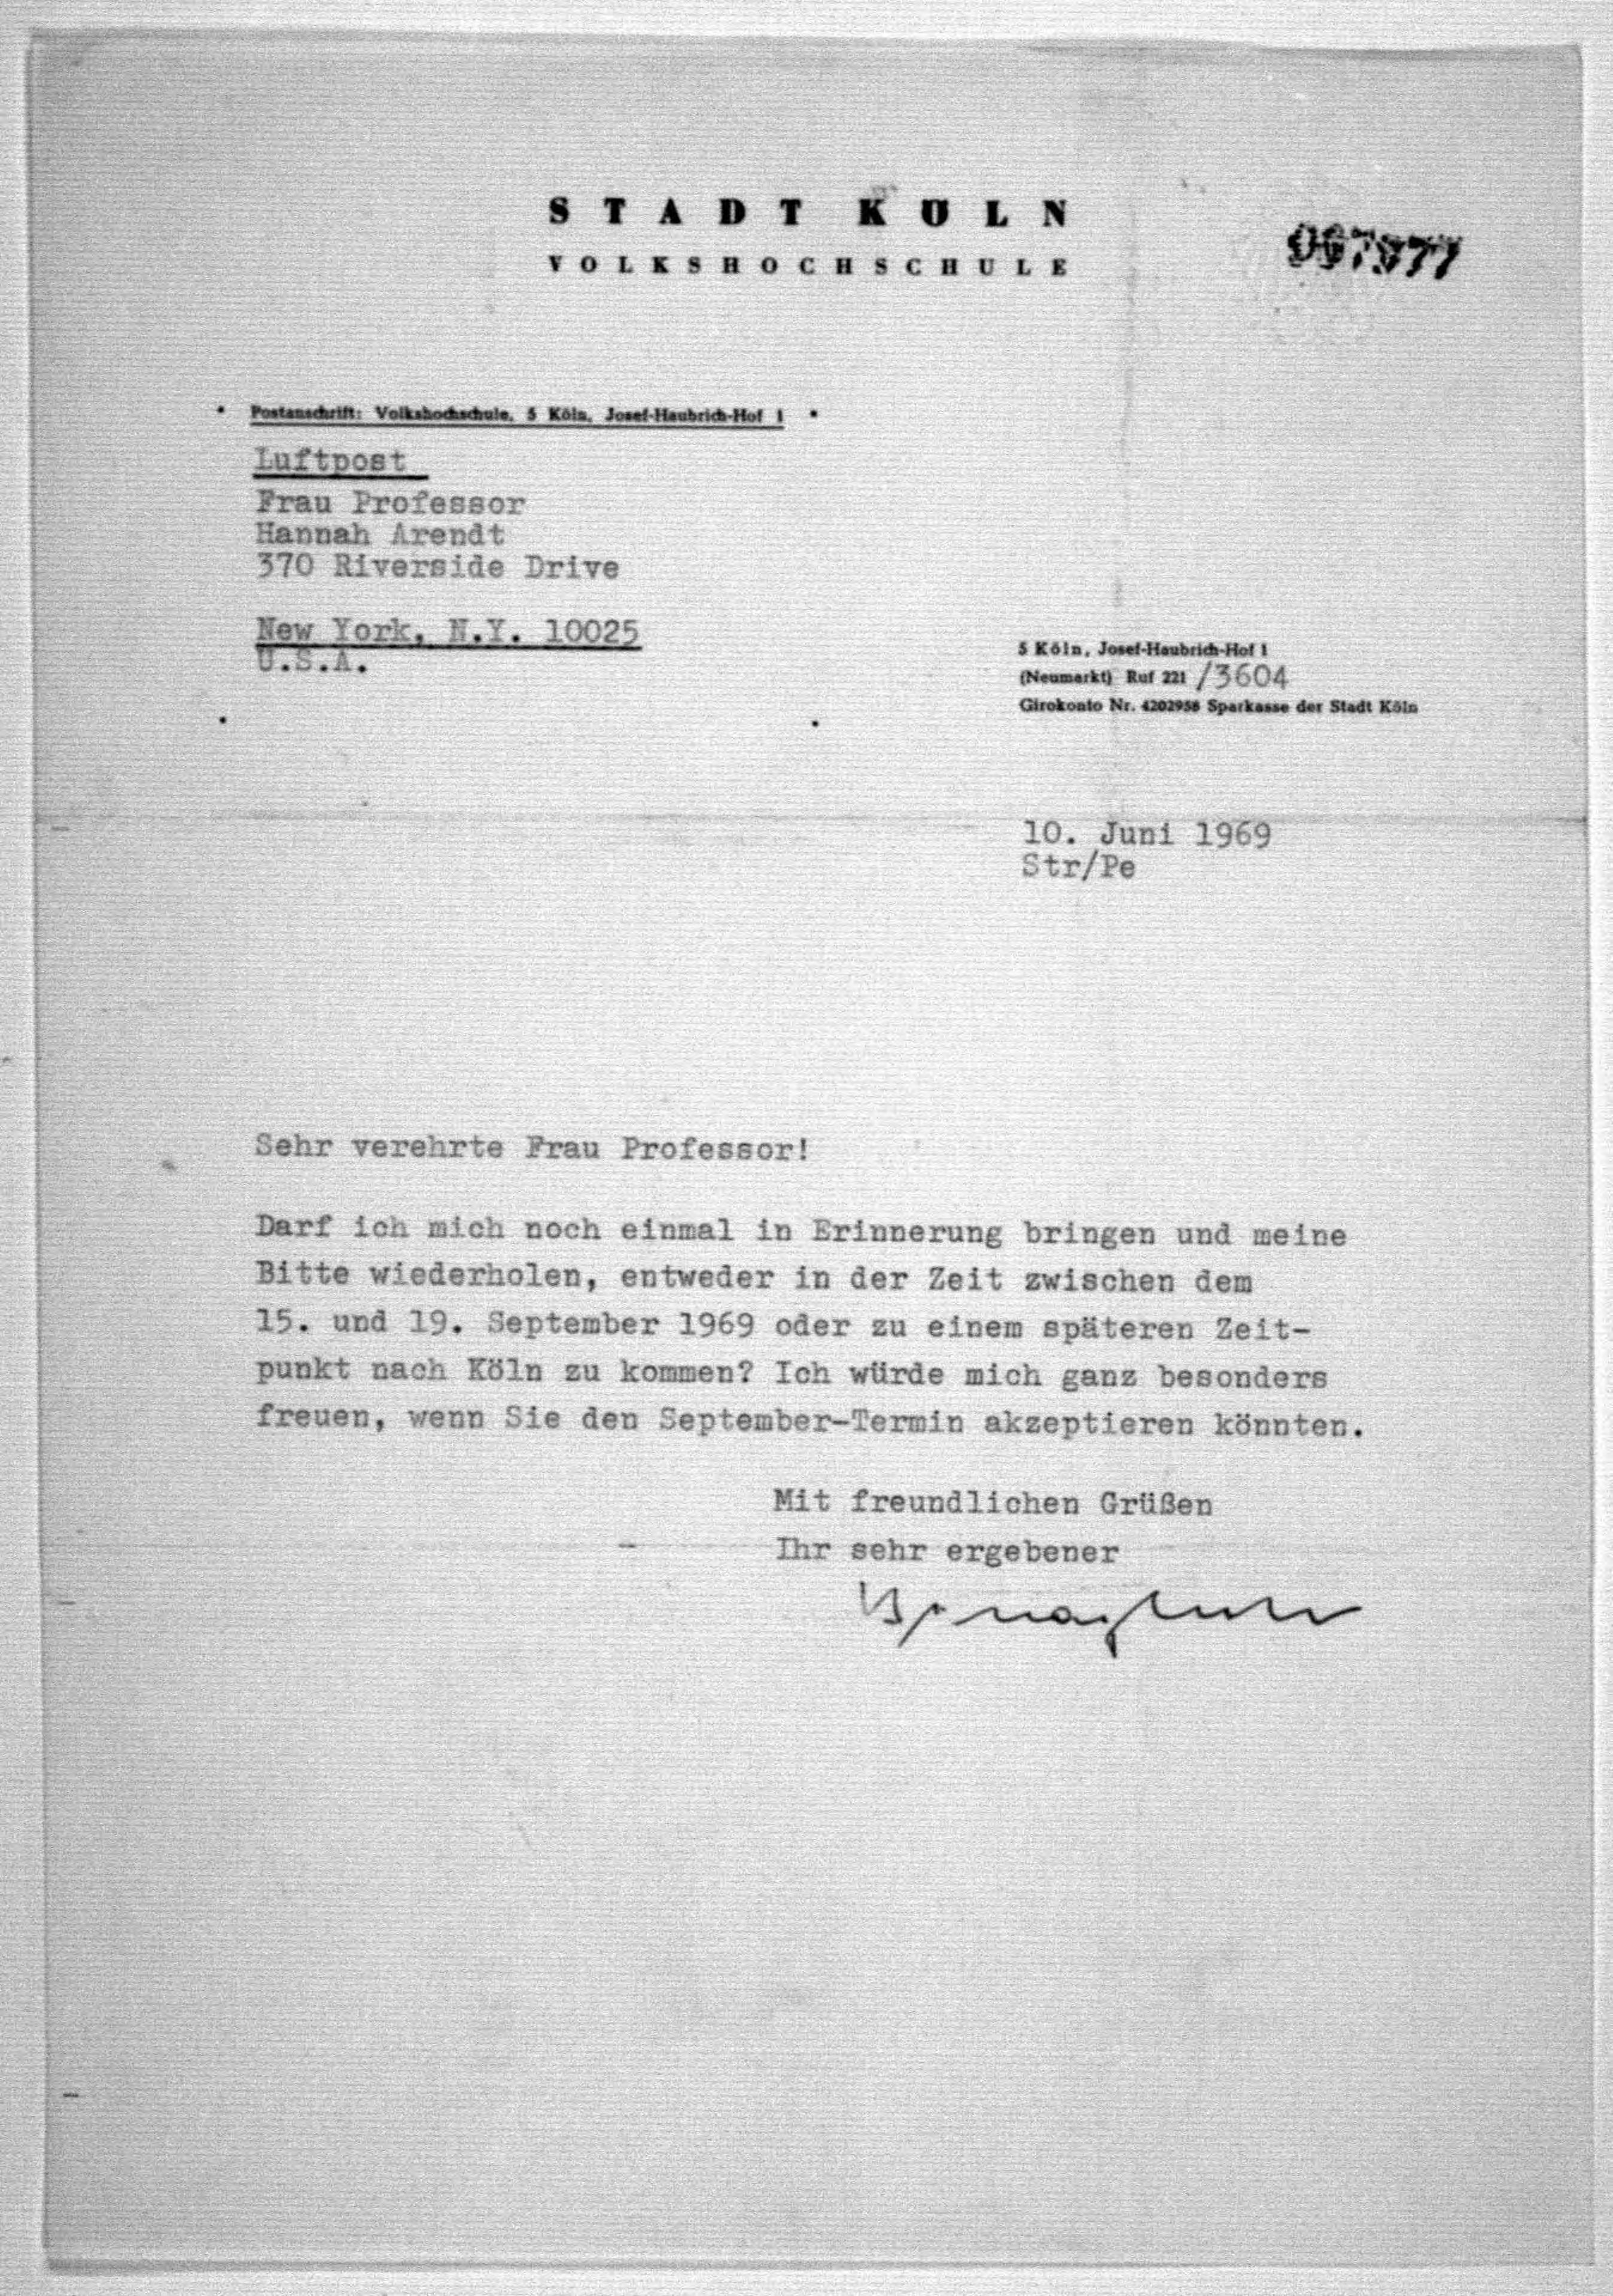 STADT KÖLN
VOLKSHOCHSCHULE
Postanschrift: Volkshochschule, 5 Köln, Josef-Haubrich-Hof 1
Luftpost
Frau Professor
Hannah Arendt
370 Riverside Drive
New York, N.Y. 10025
U.S.A.
5 Köln, Josef-Haubrich-Hof 1
(Neumarkt) Ruf 221 /3604
Girokonto Nr. 4202958 Sparkasse der Stadt Köln
10. Juni 1969
Str/Pe
Sehr verehrte Frau Professor!
Darf ich mich noch einmal in Erinnerung bringen und meine
Bitte wiederholen, entweder in der Zeit zwischen dem
15. und 19. September 1969 oder zu einem späteren Zeit-
punkt nach Köln zu kommen? Ich würde mich ganz besonders
freuen, wenn Sie den September-Termin akzeptieren könnten.
Mit freundlichen Grüßen
Ihr sehr ergebener